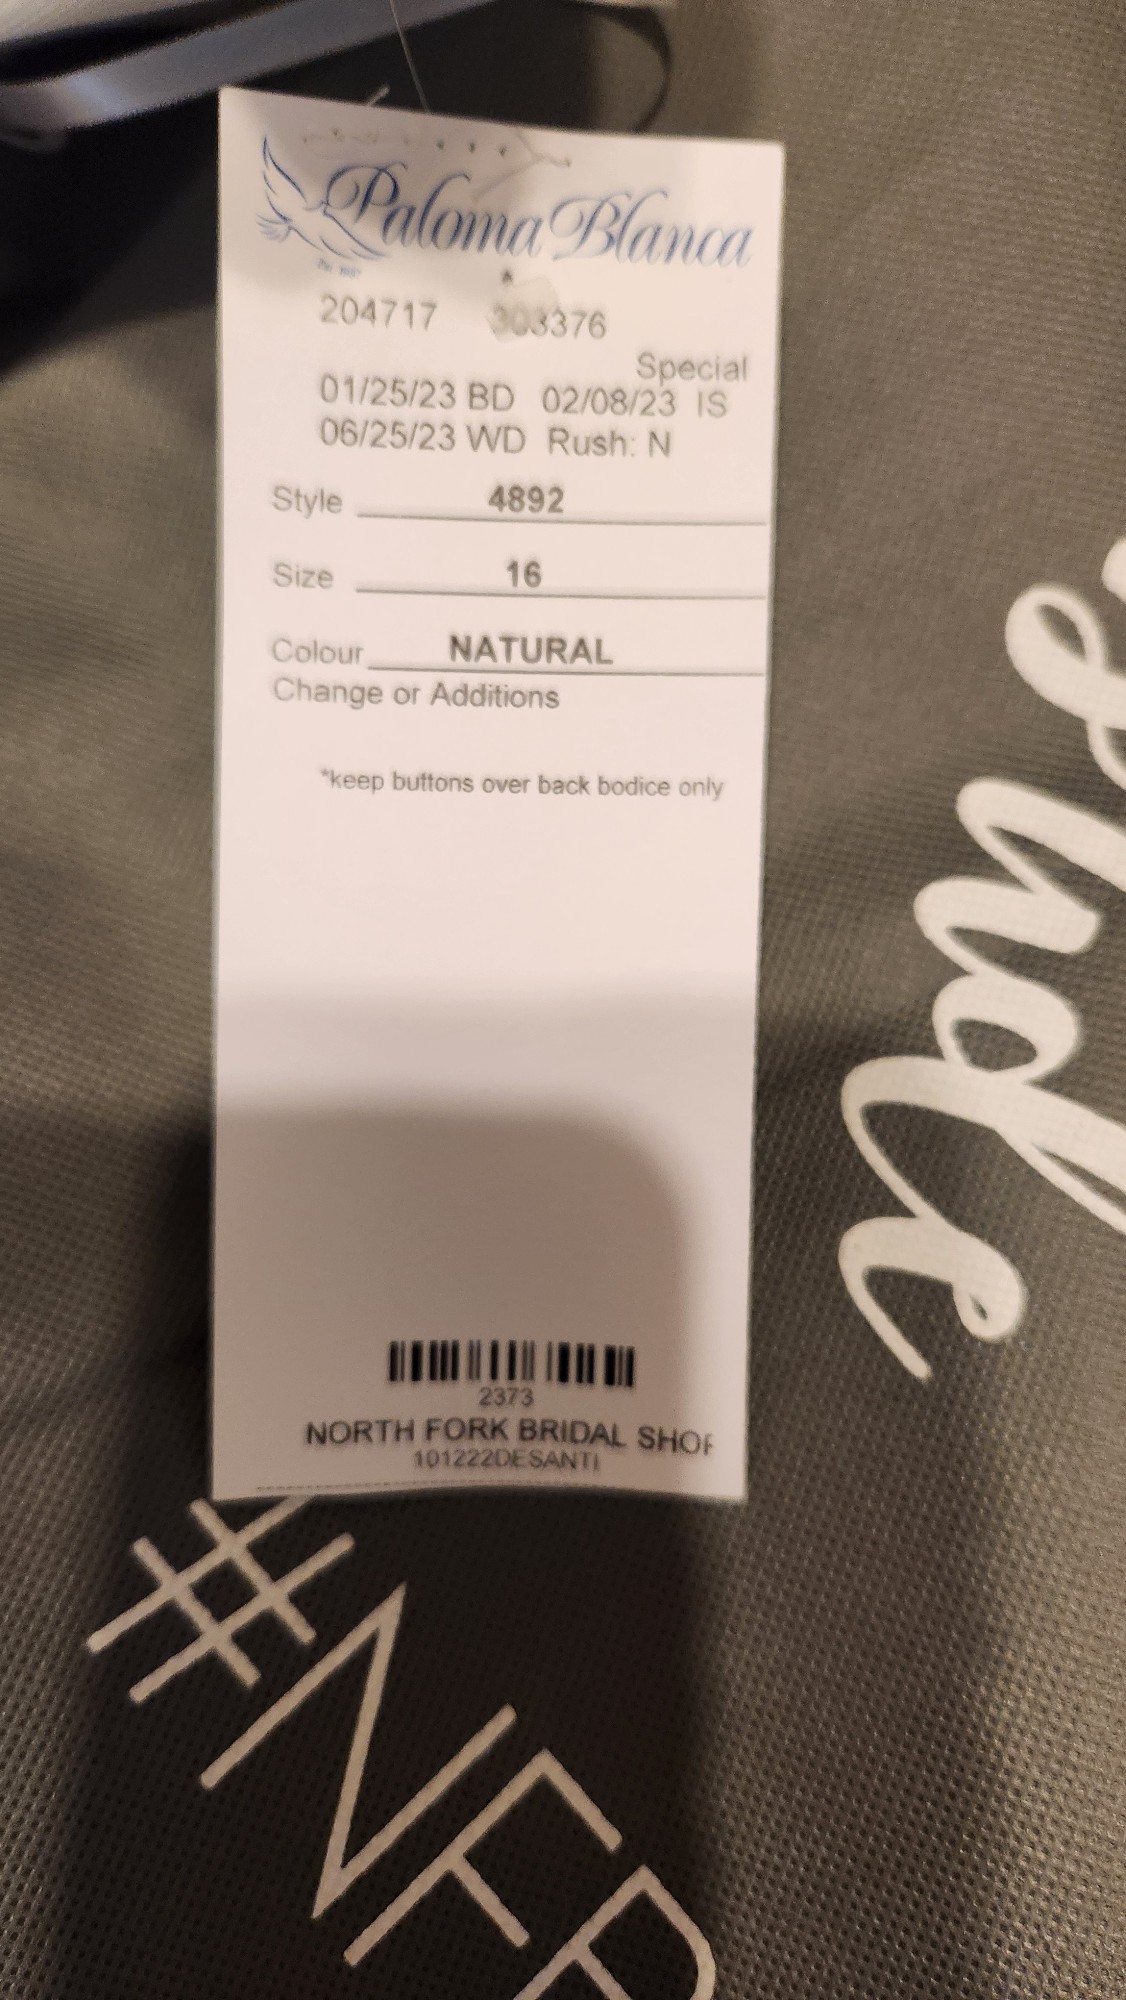 Paloma Blanca
204717 303376
Special
01/25/23 BD 02/08/23 IS
06/25/23 WD Rush: N
Style 4892
Size 16
Colour NATURAL
Change or Additions
*keep buttons over back bodice only
2373
NORTH FORK BRIDAL SHOP
101222DESANTI
#NFB